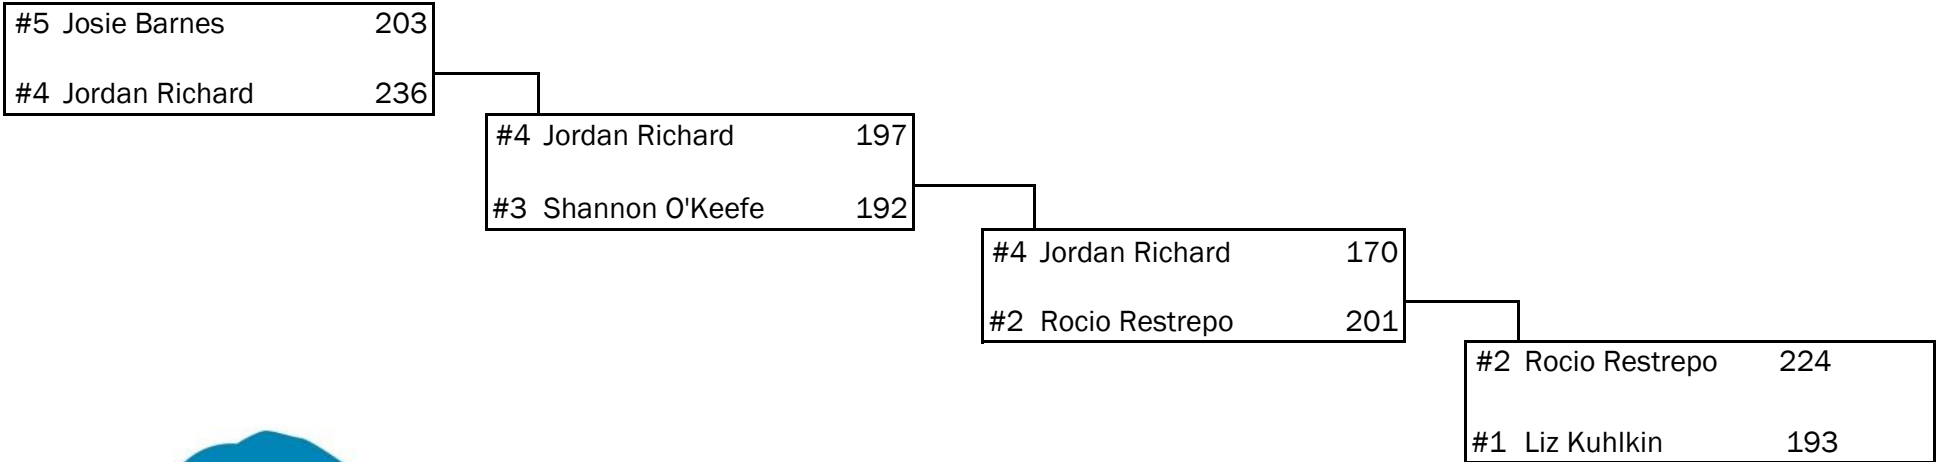 #5 Josie Barnes 203
#4 Jordan Richard 236
#4 Jordan Richard 197
#3 Shannon O'Keefe 192
#4 Jordan Richard 170
#2 Rocio Restrepo 201
#2 Rocio Restrepo 224
#1 Liz Kuhlkin 193